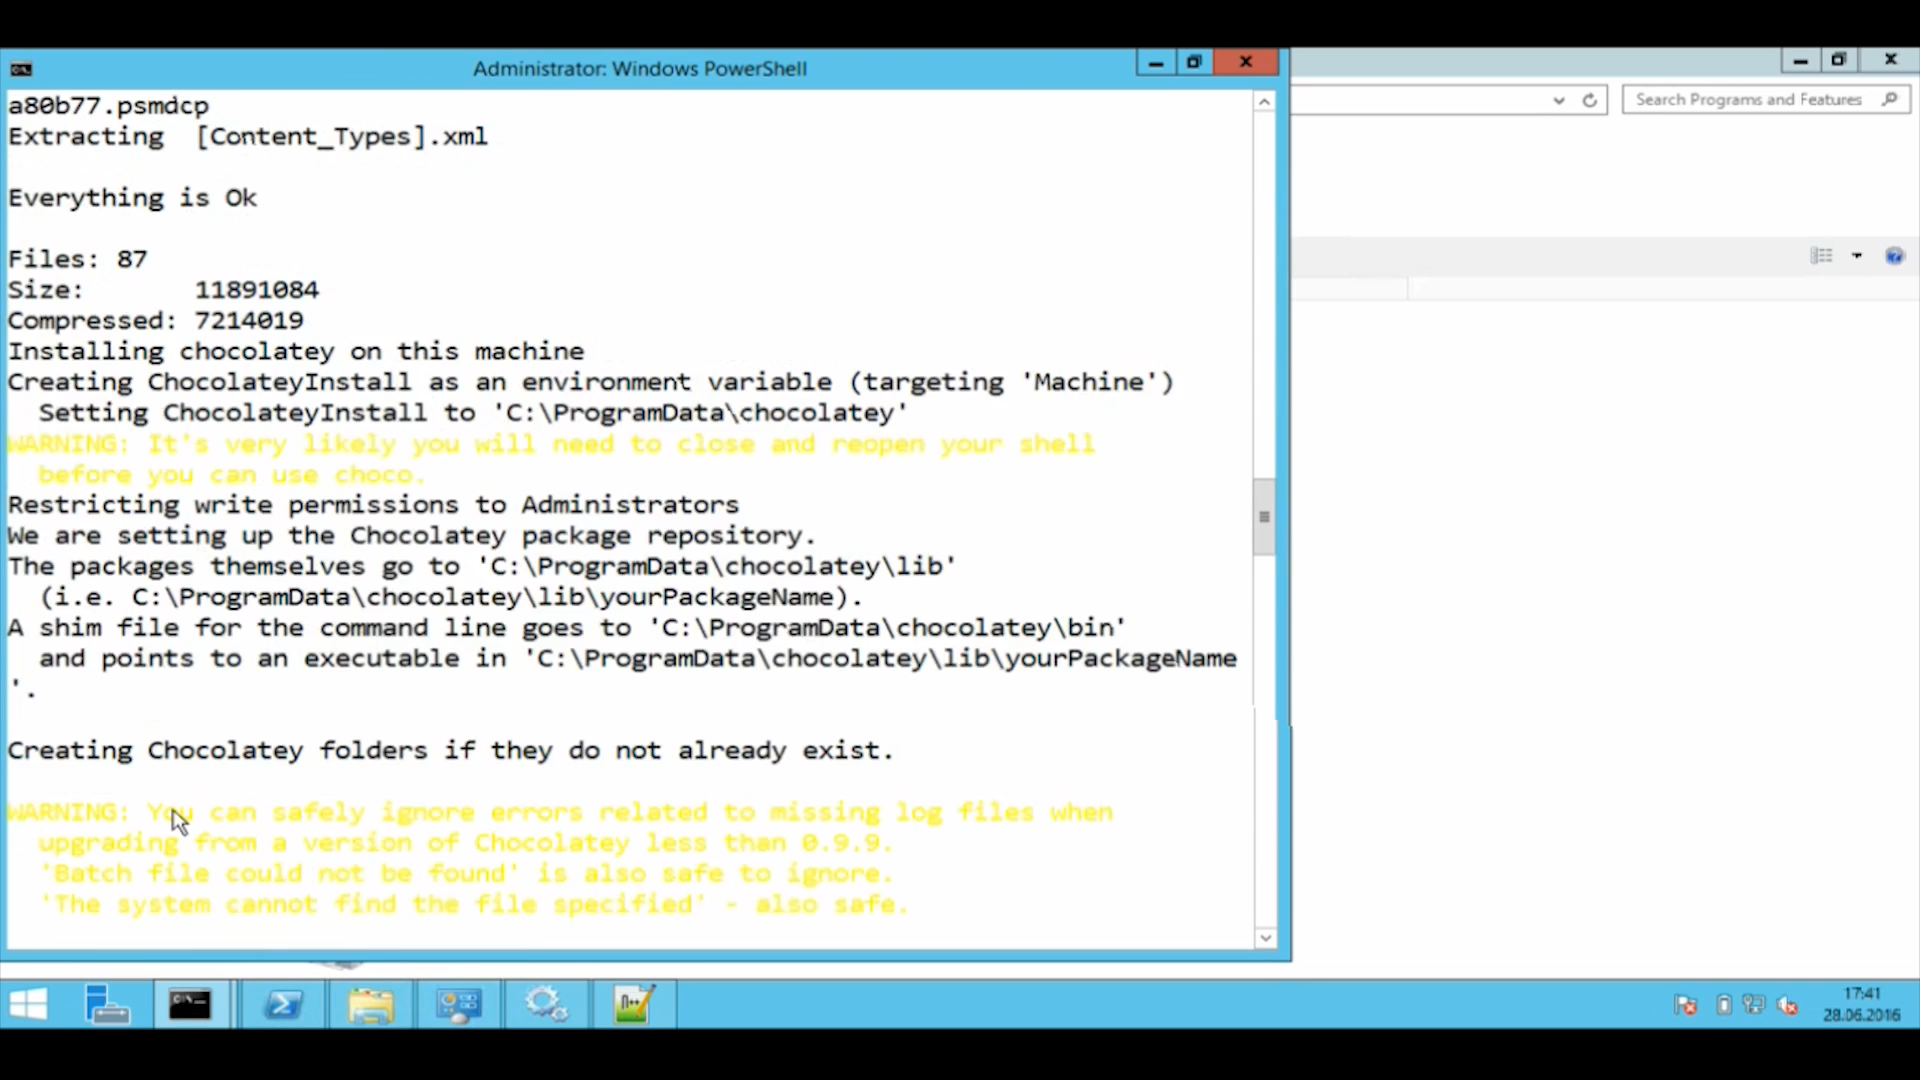 Administrator: Windows PowerShell
a80b77.psmdcp
Extracting  [Content_Types].xml
Everything is Ok
Files: 87
Size:       11891084
Compressed: 7214019
Installing chocolatey on this machine
Creating ChocolateyInstall as an environment variable (targeting 'Machine')
  Setting ChocolateyInstall to 'C:\ProgramData\chocolatey'
WARNING: It's very likely you will need to close and reopen your shell
  before you can use choco.
Restricting write permissions to Administrators
We are setting up the Chocolatey package repository.
The packages themselves go to 'C:\ProgramData\chocolatey\lib'
  (i.e. C:\ProgramData\chocolatey\lib\yourPackageName).
A shim file for the command line goes to 'C:\ProgramData\chocolatey\bin'
  and points to an executable in 'C:\ProgramData\chocolatey\lib\yourPackageName
'.
Creating Chocolatey folders if they do not already exist.
WARNING: You can safely ignore errors related to missing log files when
  upgrading from a version of Chocolatey less than 0.9.9.
  'Batch file could not be found' is also safe to ignore.
  'The system cannot find the file specified' - also safe.
Search Programs and Features
17:41
28.06.2016